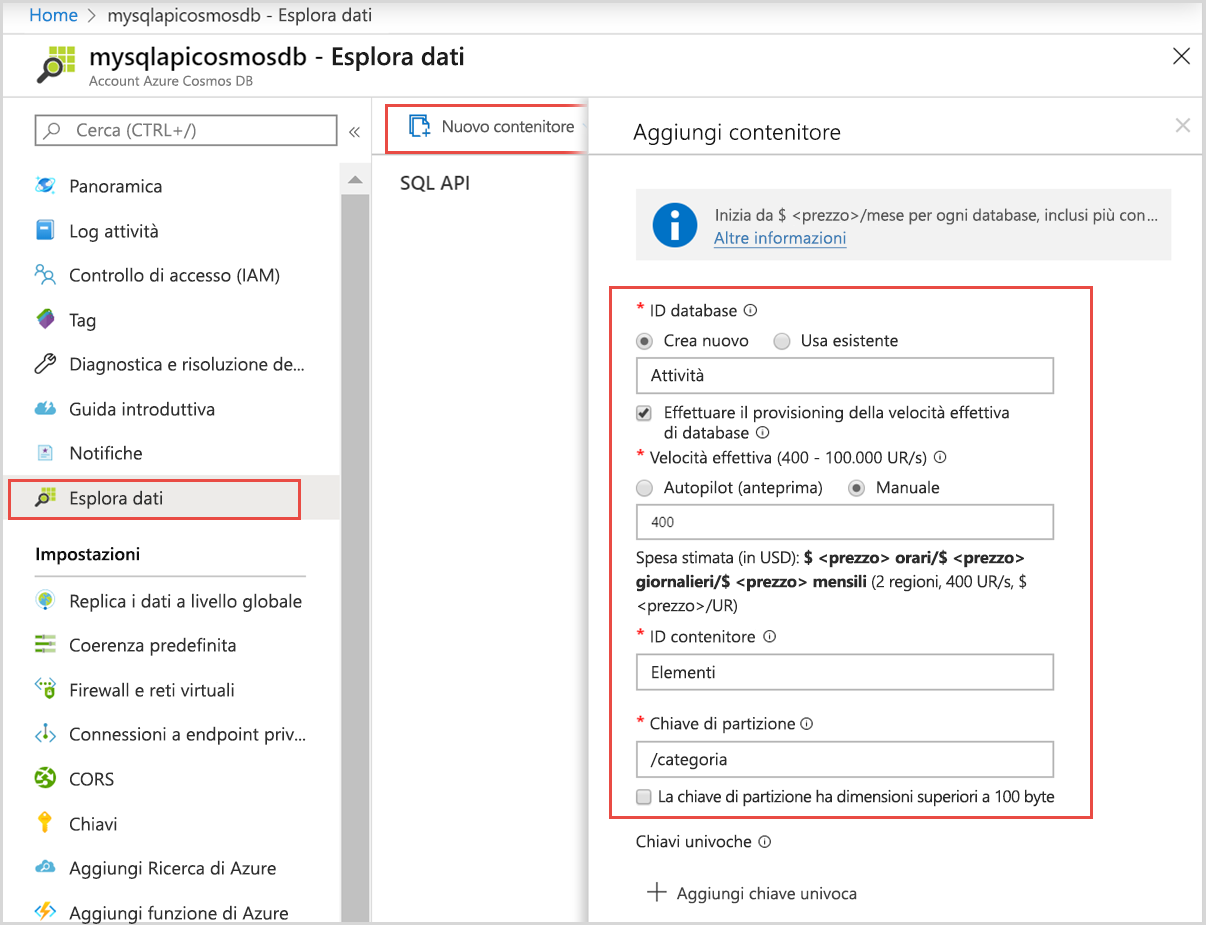 Home > mysqlapicosmosdb - Esplora dati
mysqlapicosmosdb - Esplora dati
Account Azure Cosmos DB
Cerca (CTRL+/)
«
Panoramica
Log attività
Controllo di accesso (IAM)
Tag
Diagnostica e risoluzione de...
Guida introduttiva
Notifiche
Esplora dati
Impostazioni
Replica i dati a livello globale
Coerenza predefinita
Firewall e reti virtuali
Connessioni a endpoint priv...
CORS
Chiavi
Aggiungi Ricerca di Azure
Aggiungi funzione di Azure
Nuovo contenitore
SQL API
Aggiungi contenitore
Inizia da $ <prezzo>/mese per ogni database, inclusi più con...
Altre informazioni
* ID database
Crea nuovo Usa esistente
Attività
Effettuare il provisioning della velocità effettiva
di database
* Velocità effettiva (400 - 100.000 UR/s)
Autopilot (anteprima) Manuale
400
Spesa stimata (in USD): $ <prezzo> orari/$ <prezzo>
giornalieri/$ <prezzo> mensili (2 regioni, 400 UR/s, $
<prezzo>/UR)
* ID contenitore
Elementi
* Chiave di partizione
/categoria
La chiave di partizione ha dimensioni superiori a 100 byte
Chiavi univoche
+ Aggiungi chiave univoca